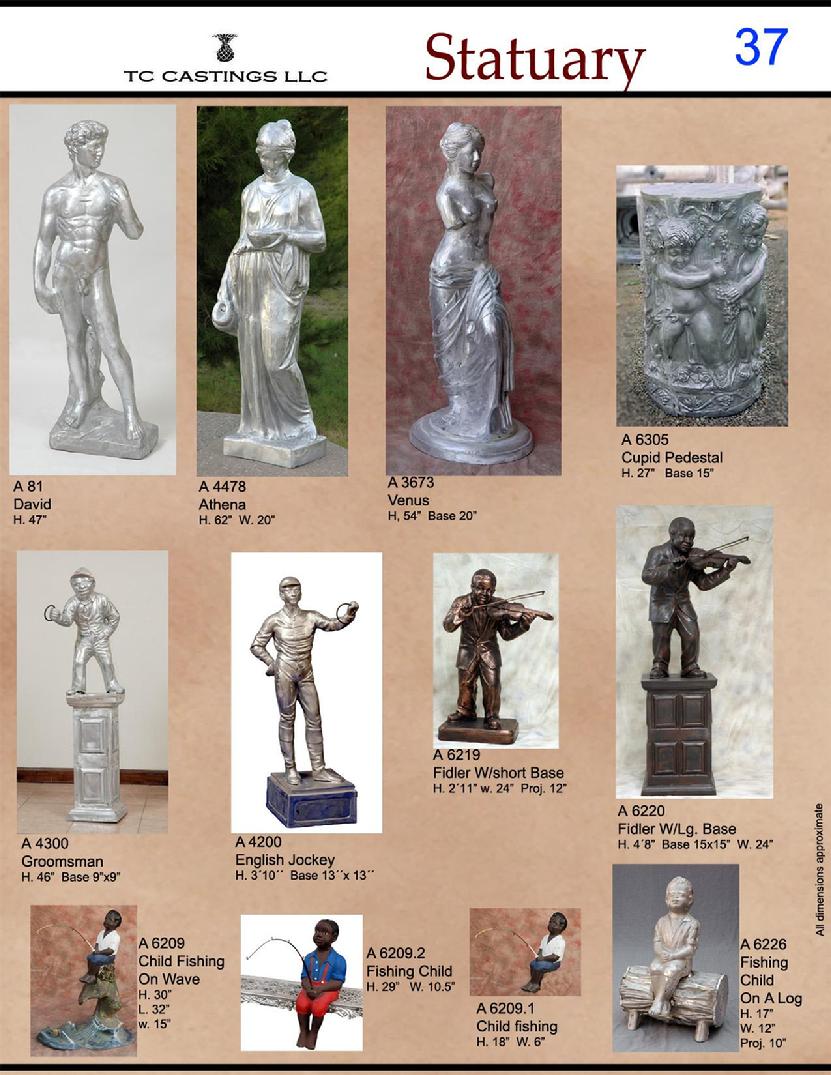 TC CASTINGS LLC
Statuary
37
A 81
David
H. 47"
A 4478
Athena
H. 62" W. 20"
A 3673
Venus
H, 54" Base 20"
A 6305
Cupid Pedestal
H. 27" Base 15"
A 4300
Groomsman
H. 46" Base 9"x9"
A 4200
English Jockey
H. 3´10´´ Base 13´´x 13´´
A 6219
Fidler W/short Base
H. 2'11" w. 24" Proj. 12"
A 6220
Fidler W/Lg. Base
H. 4´8" Base 15x15" W. 24"
A 6209
Child Fishing
On Wave
H. 30"
L. 32"
w. 15"
A 6209.2
Fishing Child
H. 29" W. 10.5"
A 6209.1
Child fishing
H. 18" W. 6"
A 6226
Fishing
Child
On A Log
H. 17"
W. 12"
Proj. 10"
All dimensions approximate